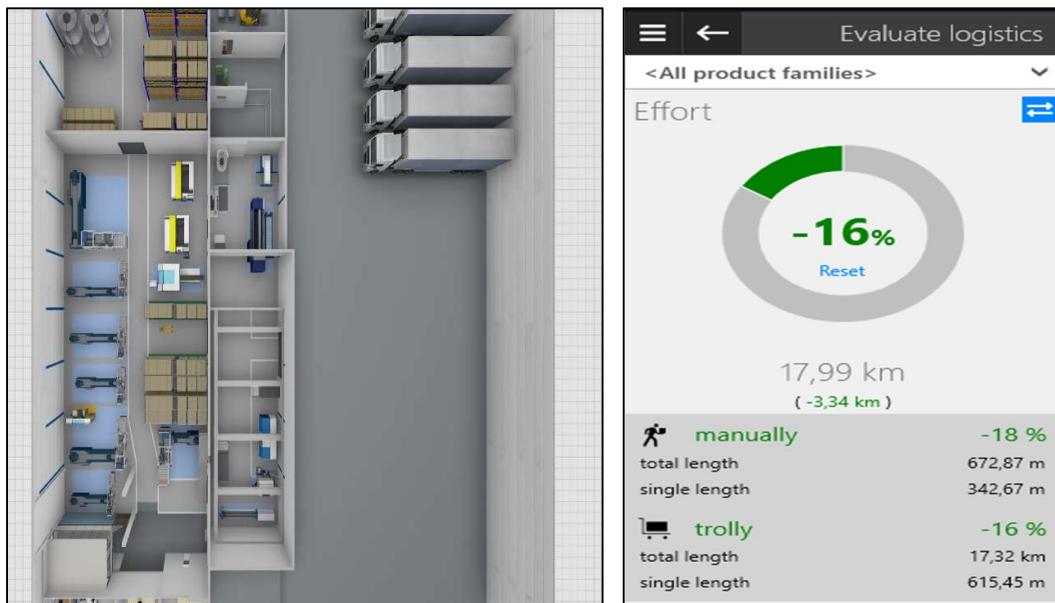 Evaluate logistics
<All product families>
Effort
-16%
Reset
17,99 km
( -3,34 km )
manually -18 %
total length 672,87 m
single length 342,67 m
trolly -16 %
total length 17,32 km
single length 615,45 m